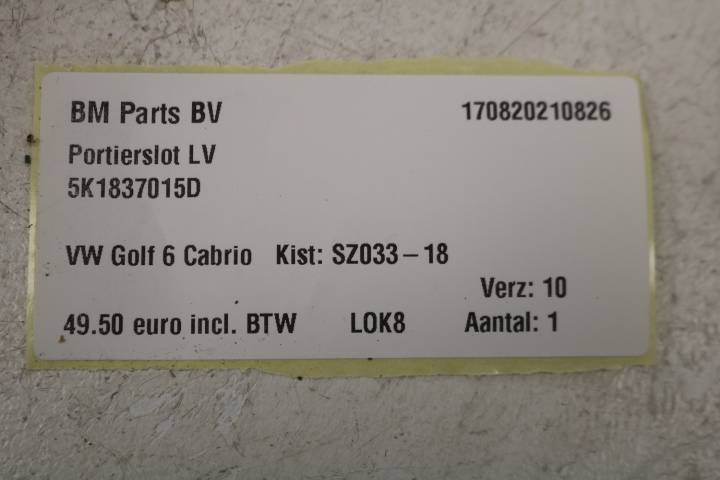 BM Parts BV 170820210826
Portierslot LV
5K1837015D
VW Golf 6 Cabrio Kist: SZ033-18
Verz: 10
49.50 euro incl. BTW LOK8 Aantal: 1